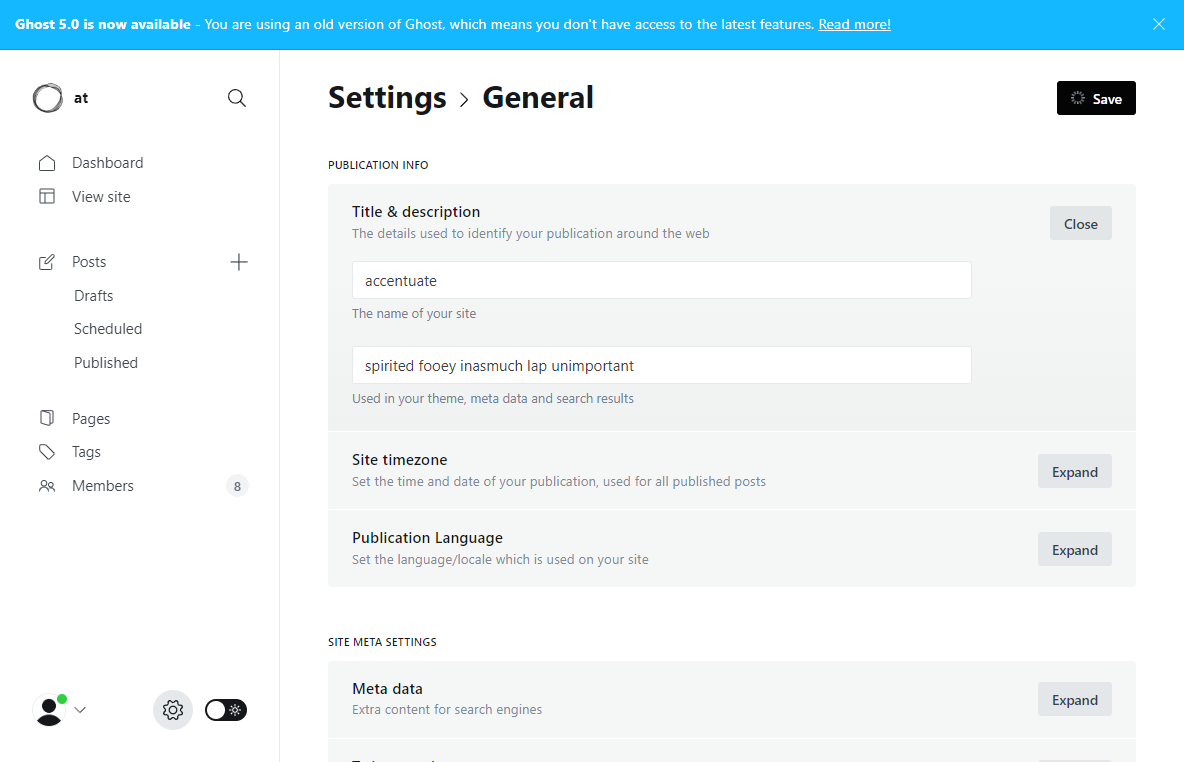 Ghost 5.0 is now available - You are using an old version of Ghost, which means you don't have access to the latest features. Read more!
at
Settings > General
Save
Dashboard
View site
Posts
Drafts
Scheduled
Published
Pages
Tags
Members
8
PUBLICATION INFO
Title & description
The details used to identify your publication around the web
Close
accentuate
The name of your site
spirited fooey inasmuch lap unimportant
Used in your theme, meta data and search results
Site timezone
Set the time and date of your publication, used for all published posts
Expand
Publication Language
Set the language/locale which is used on your site
Expand
SITE META SETTINGS
Meta data
Extra content for search engines
Expand